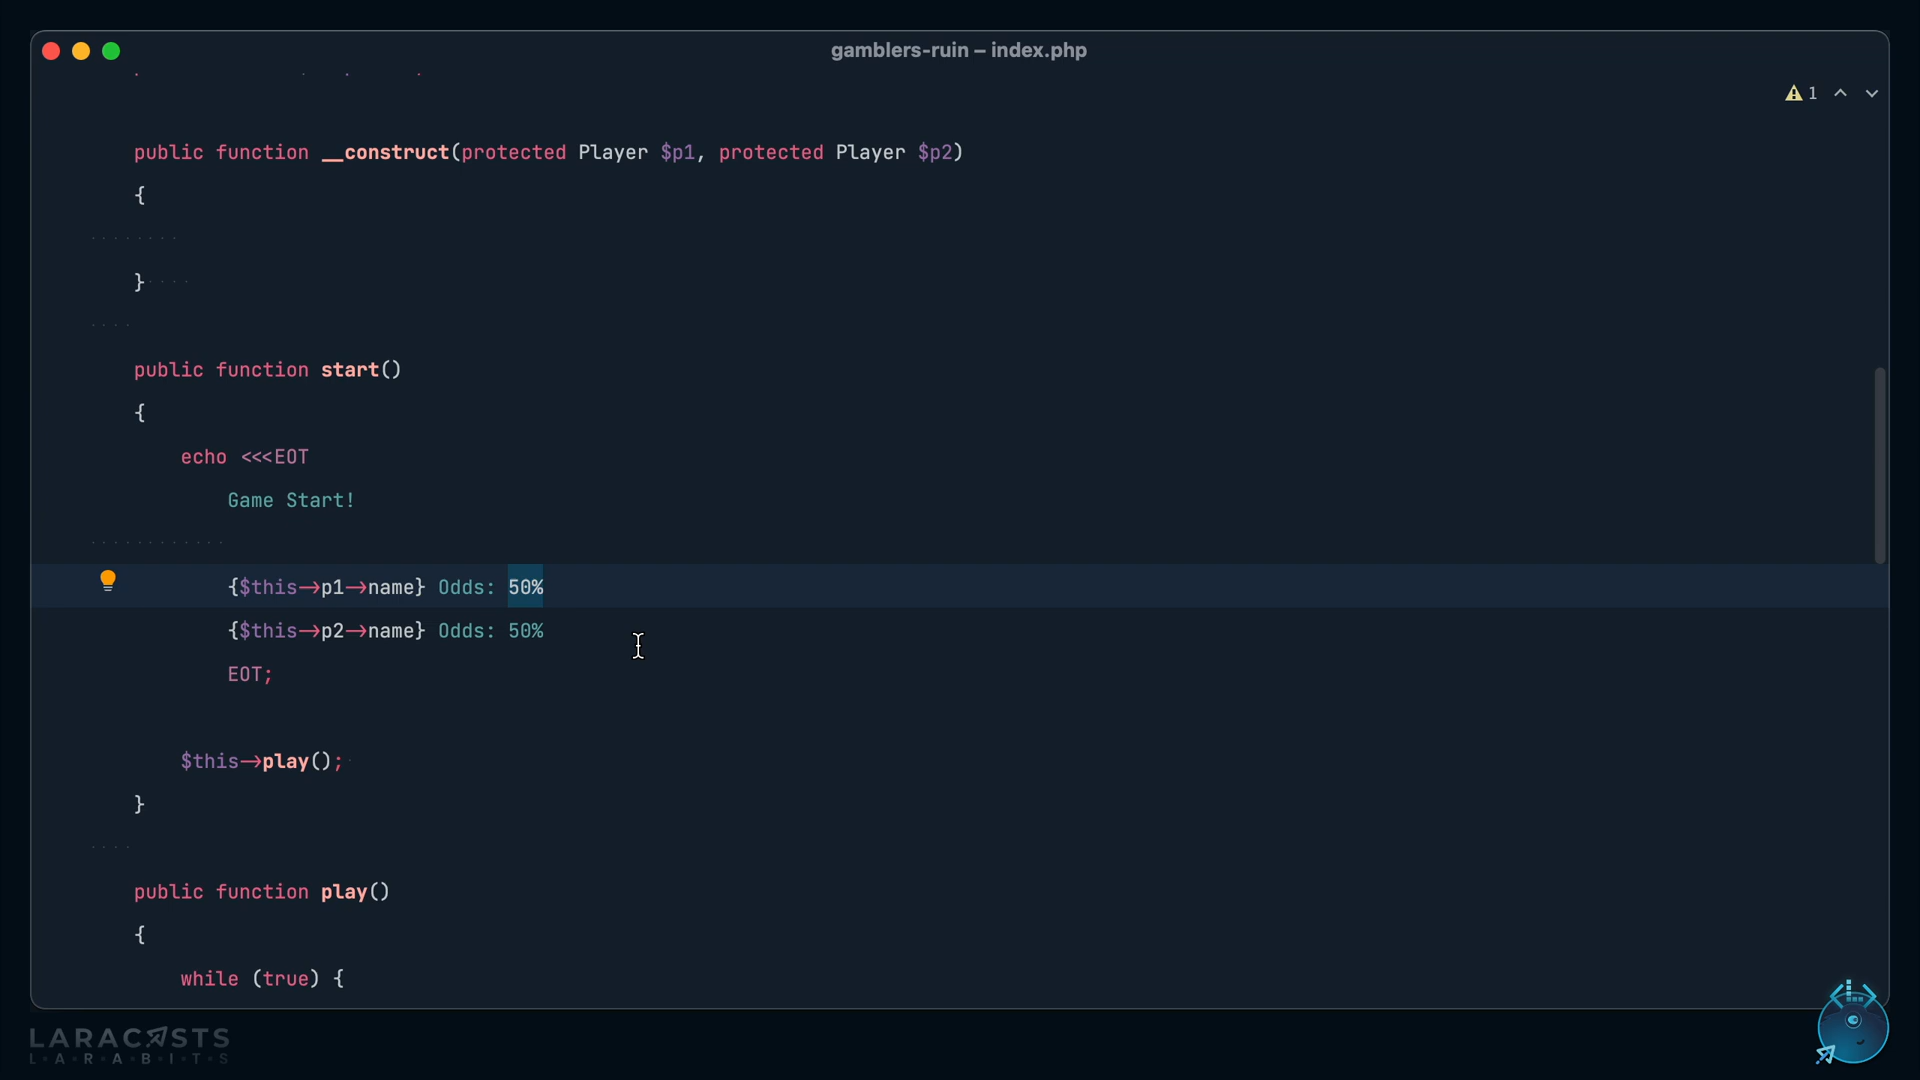 gamblers-ruin – index.php
1
public function __construct(protected Player $p1, protected Player $p2)
{
}
public function start()
{
echo <<<EOT
Game Start!
{$this->p1->name} Odds: 50%
{$this->p2->name} Odds: 50%
EOT;
$this->play();
}
public function play()
{
while (true) {
LARACASTS
L·A·R·A·B·I·T·S